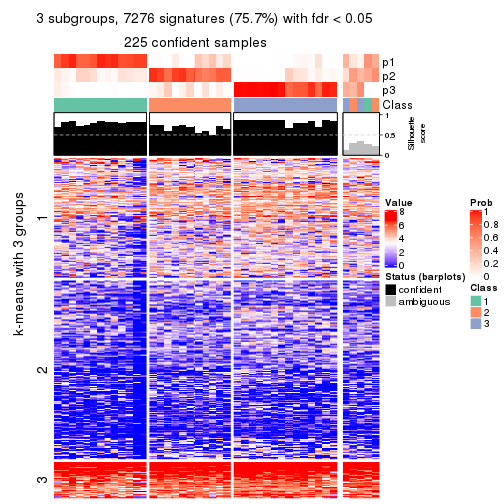 3 subgroups, 7276 signatures (75.7%) with fdr < 0.05
225 confident samples
p1
p2
p3
Class
1
0.5
0
Silhouette
score
k-means with 3 groups
1
2
3
Value
8
6
4
2
0
Status (barplots)
confident
ambiguous
Prob
1
0.8
0.6
0.4
0.2
0
Class
1
2
3